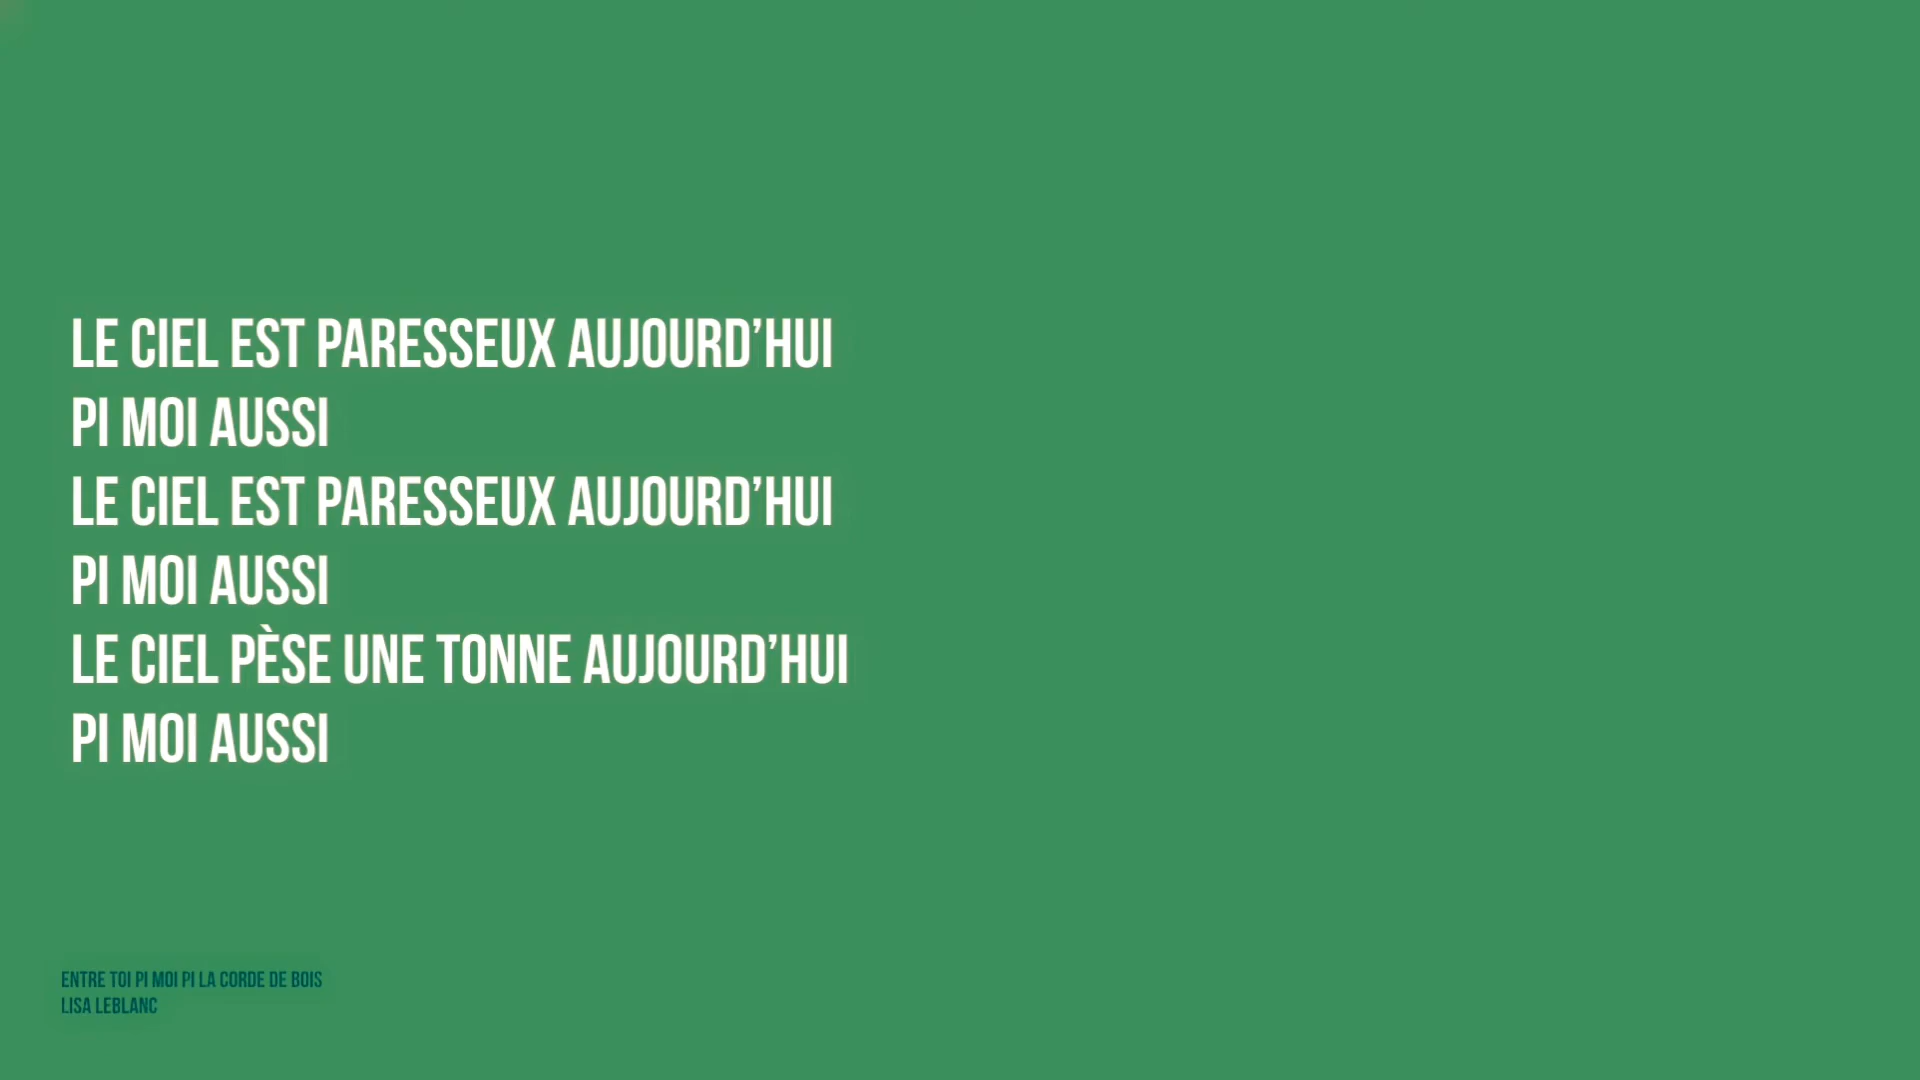 LE CIEL EST PARESSEUX AUJOURD’HUI
PI MOI AUSSI
LE CIEL EST PARESSEUX AUJOURD’HUI
PI MOI AUSSI
LE CIEL PÈSE UNE TONNE AUJOURD’HUI
PI MOI AUSSI
ENTRE TOI PI MOI PI LA CORDE DE BOIS
LISA LEBLANC